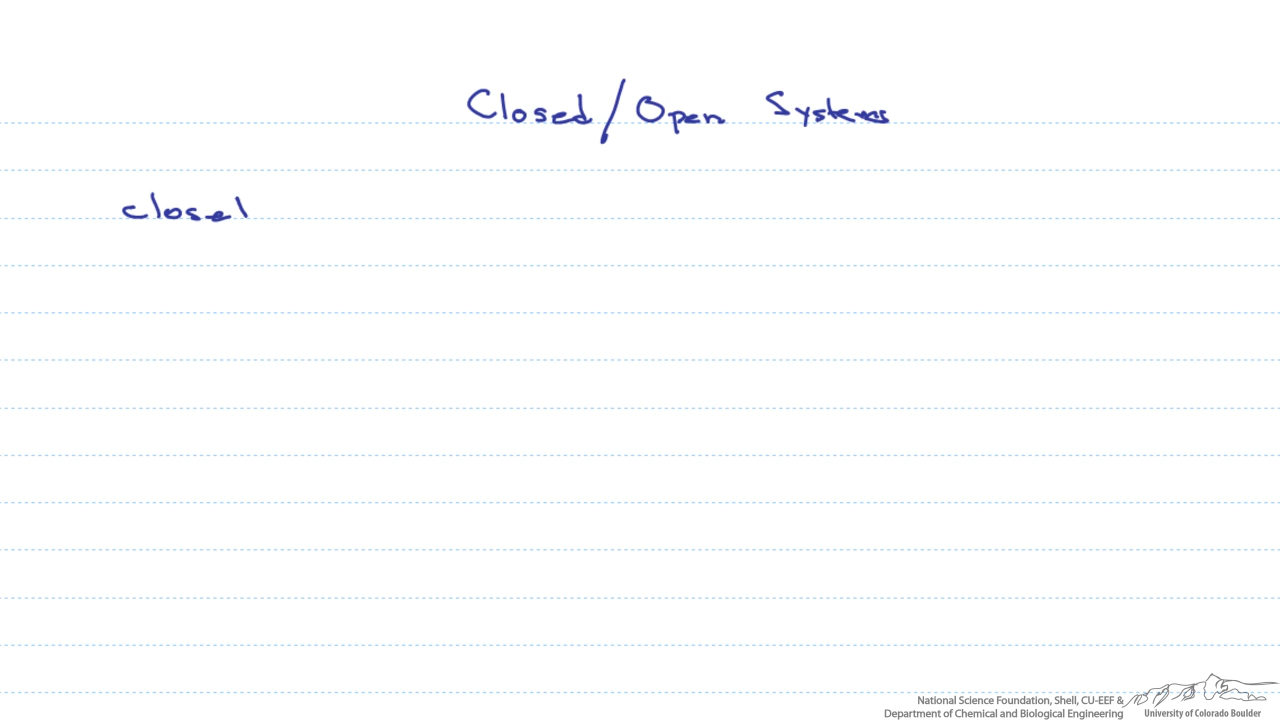 Closed/Open Systems
closel
National Science Foundation, Shell, CU-EEF &
Department of Chemical and Biological Engineering
University of Colorado Boulder